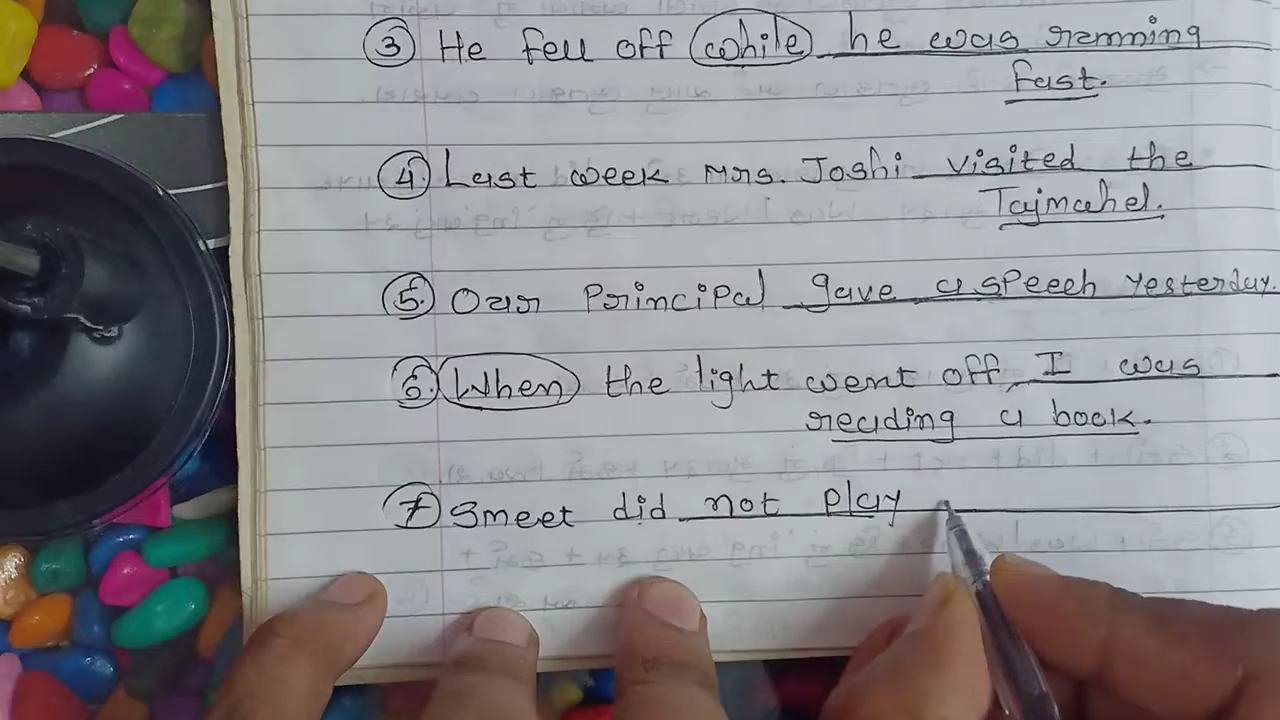 ③ He fell off while he was running
fast.
④ Last week Mrs. Joshi visited the
Tajmahel.
⑤ Our Principal gave a speech yesterday.
⑥ When the light went off, I was
reading a book.
⑦ Smeet did not play